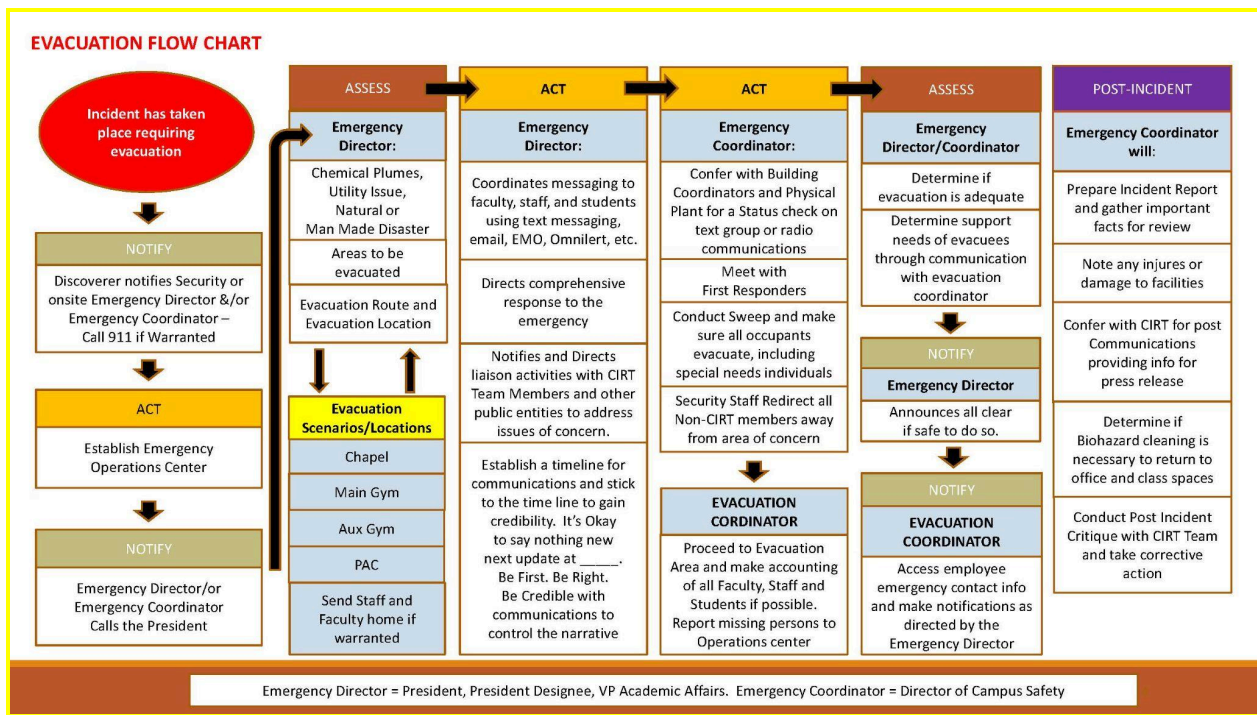 EVACUATION FLOW CHART
Incident has taken
place requiring
evacuation
NOTIFY
Discoverer notifies Security or
onsite Emergency Director &/or
Emergency Coordinator –
Call 911 if Warranted
ACT
Establish Emergency
Operations Center
NOTIFY
Emergency Director/or
Emergency Coordinator
Calls the President
ASSESS
Emergency
Director:
Chemical Plumes,
Utility Issue,
Natural or
Man Made Disaster
Areas to be
evacuated
Evacuation Route and
Evacuation Location
Evacuation
Scenarios/Locations
Chapel
Main Gym
Aux Gym
PAC
Send Staff and
Faculty home if
warranted
ACT
Emergency
Director:
Coordinates messaging to
faculty, staff, and students
using text messaging,
email, EMO, Omnilert, etc.
Directs comprehensive
response to the
emergency
Notifies and Directs
liaison activities with CIRT
Team Members and other
public entities to address
issues of concern.
Establish a timeline for
communications and stick
to the time line to gain
credibility. It's Okay
to say nothing new
next update at _____.
Be First. Be Right.
Be Credible with
communications to
control the narrative
ACT
Emergency
Coordinator:
Confer with Building
Coordinators and Physical
Plant for a Status check on
text group or radio
communications
Meet with
First Responders
Conduct Sweep and make
sure all occupants
evacuate, including
special needs individuals
Security Staff Redirect all
Non-CIRT members away
from area of concern
EVACUATION
CORDINATOR
Proceed to Evacuation
Area and make accounting
of all Faculty, Staff and
Students if possible.
Report missing persons to
Operations center
ASSESS
Emergency
Director/Coordinator
Determine if
evacuation is adequate
Determine support
needs of evacuees
through communication
with evacuation
coordinator
NOTIFY
Emergency Director
Announces all clear
if safe to do so.
NOTIFY
EVACUATION
COORDINATOR
Access employee
emergency contact info
and make notifications as
directed by the
Emergency Director
POST-INCIDENT
Emergency Coordinator
will:
Prepare Incident Report
and gather important
facts for review
Note any injures or
damage to facilities
Confer with CIRT for post
Communications
providing info for
press release
Determine if
Biohazard cleaning is
necessary to return to
office and class spaces
Conduct Post Incident
Critique with CIRT Team
and take corrective
action
Emergency Director = President, President Designee, VP Academic Affairs. Emergency Coordinator = Director of Campus Safety